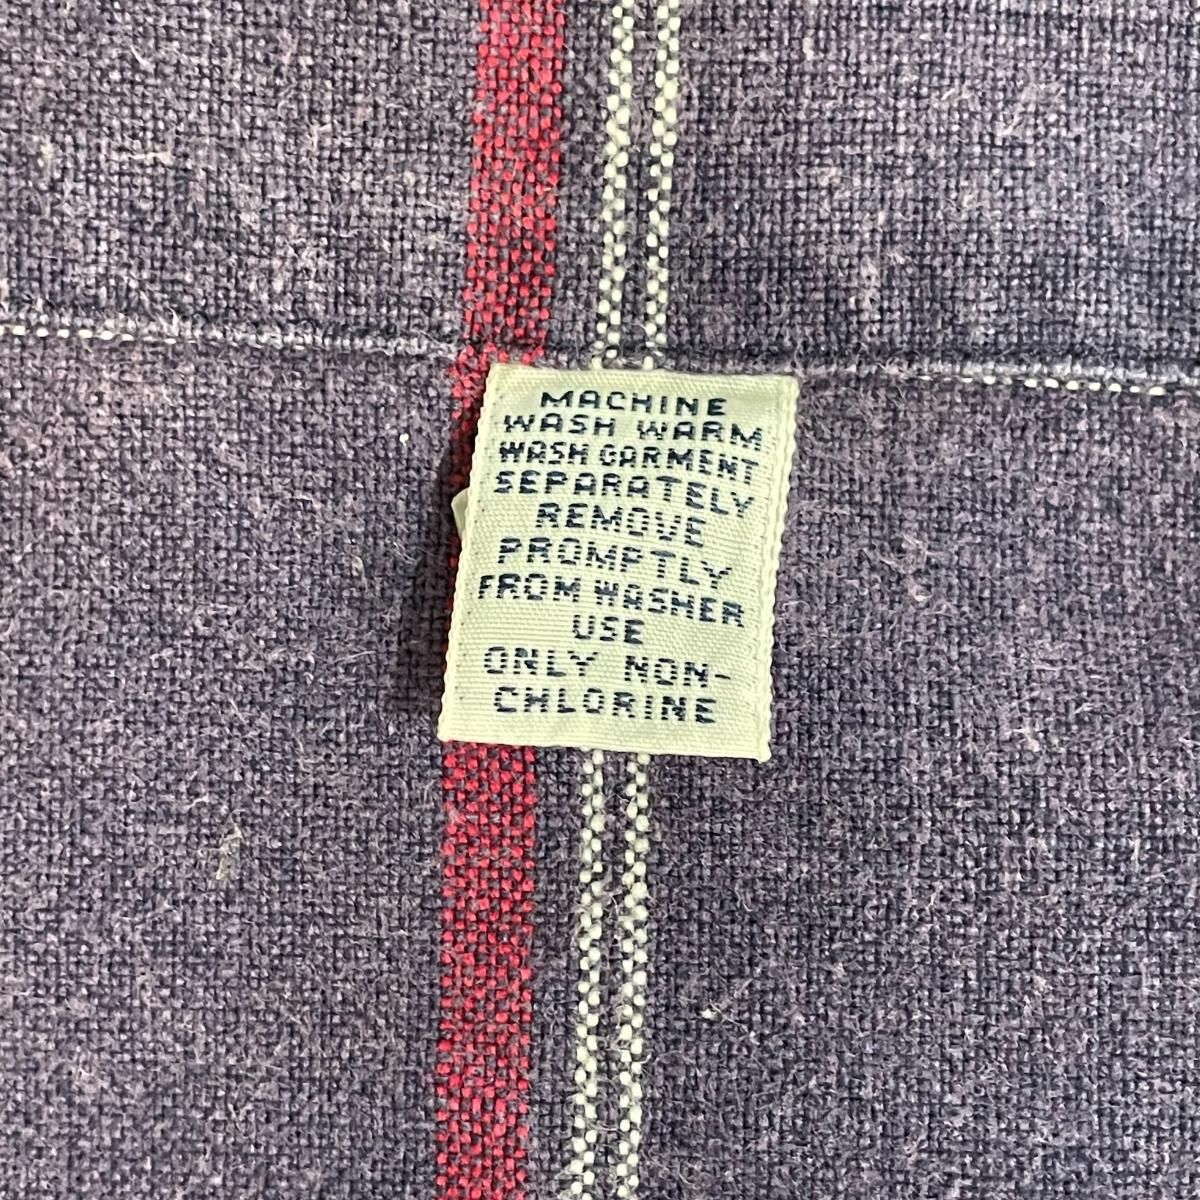 MACHINE
WASH WARM
WASH GARMENT
SEPARATELY
REMOVE
PROMPTLY
FROM WASHER
USE
ONLY NON-
CHLORINE